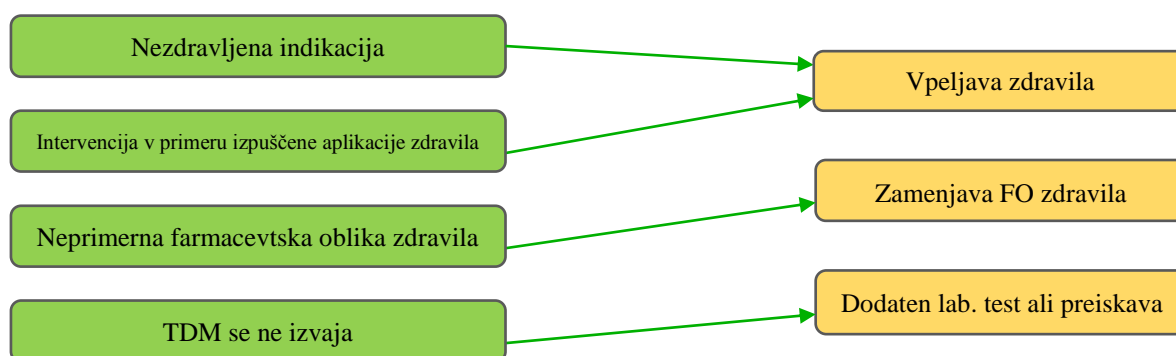 Nezdravljena indikacija
Vpeljava zdravila
Intervencija v primeru izpuščene aplikacije zdravila
Zamenjava FO zdravila
Neprimerna farmacevtska oblika zdravila
Dodaten lab. test ali preiskava
TDM se ne izvaja